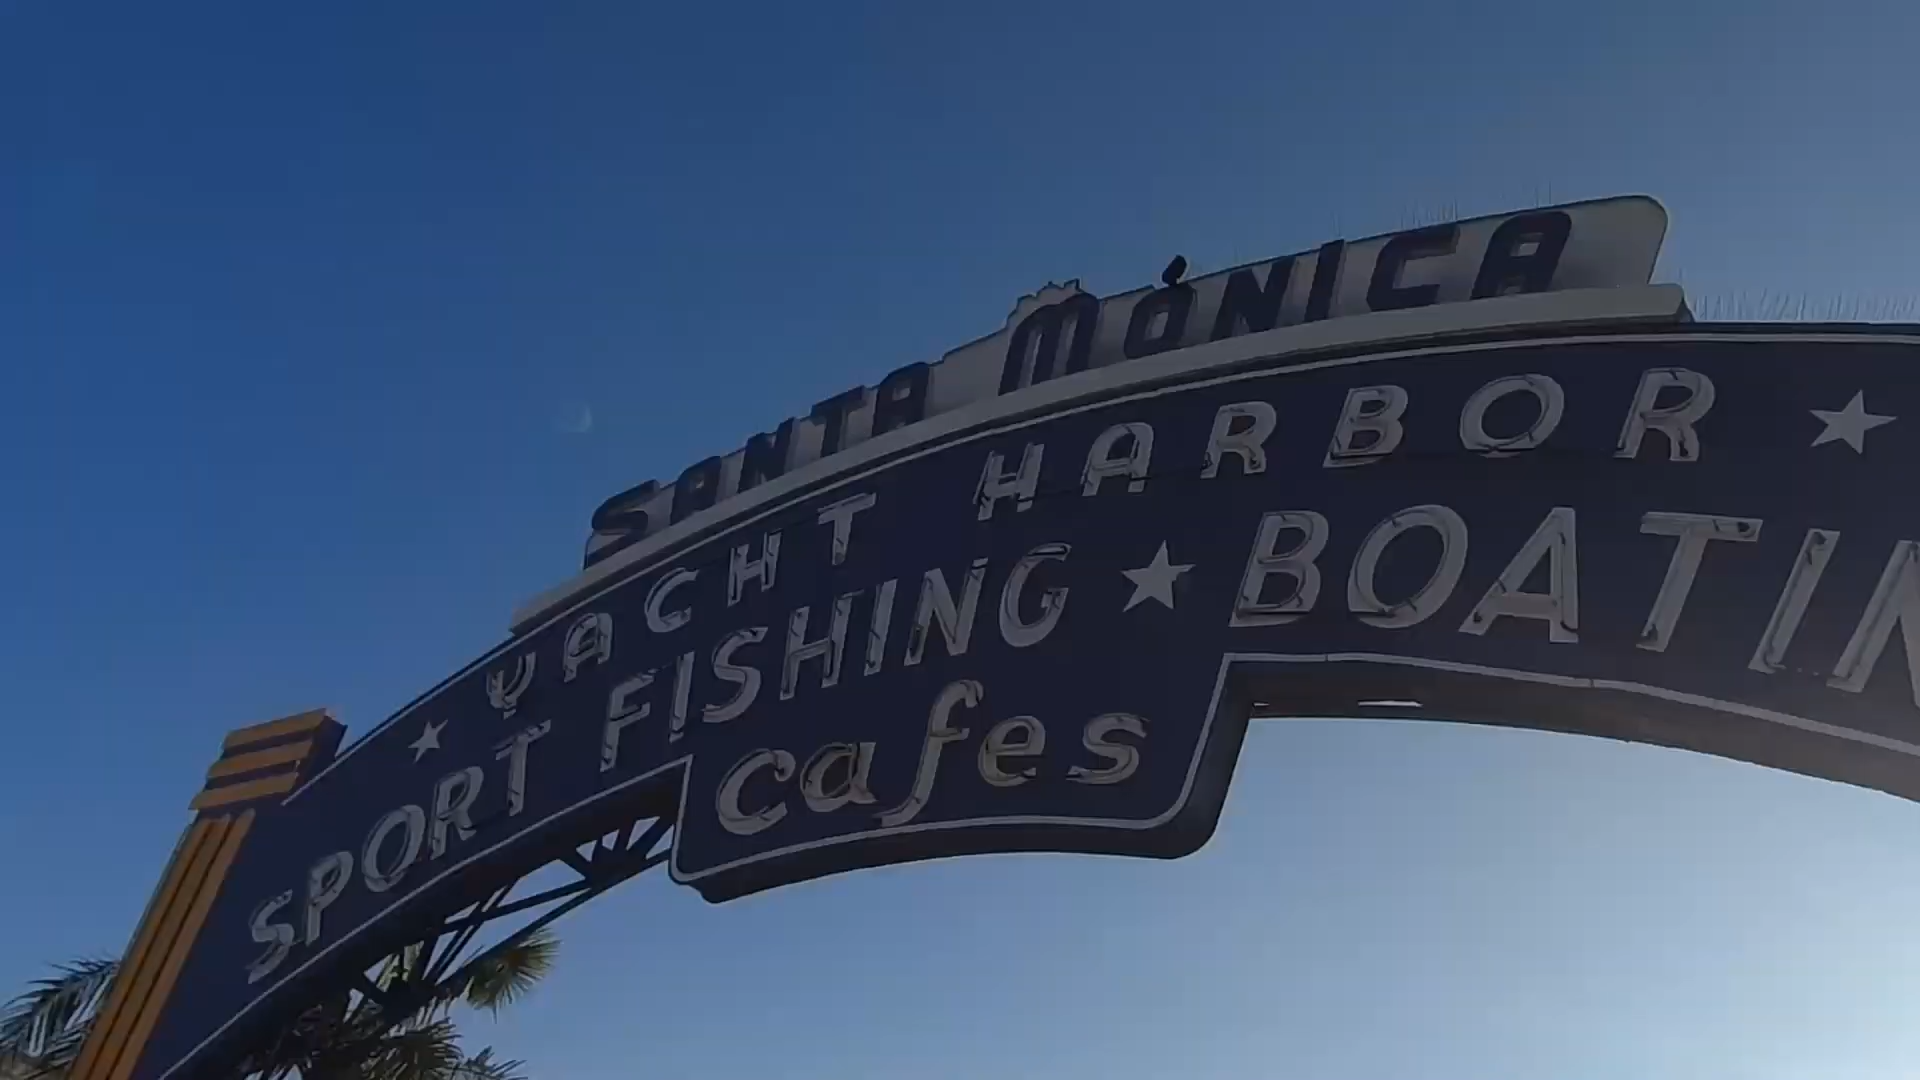 SANTA MONICA
★ YACHT HARBOR ★
SPORT FISHING ★ BOATIN
cafes